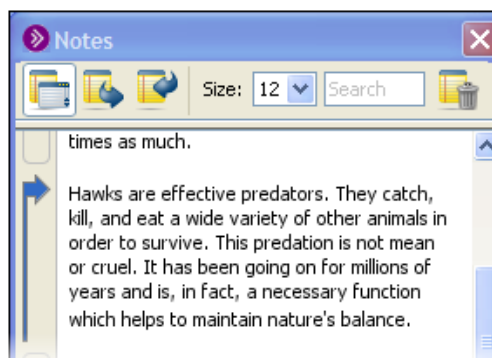 Notes
Size: 12 Search
times as much.
Hawks are effective predators. They catch,
kill, and eat a wide variety of other animals in
order to survive. This predation is not mean
or cruel. It has been going on for millions of
years and is, in fact, a necessary function
which helps to maintain nature's balance.